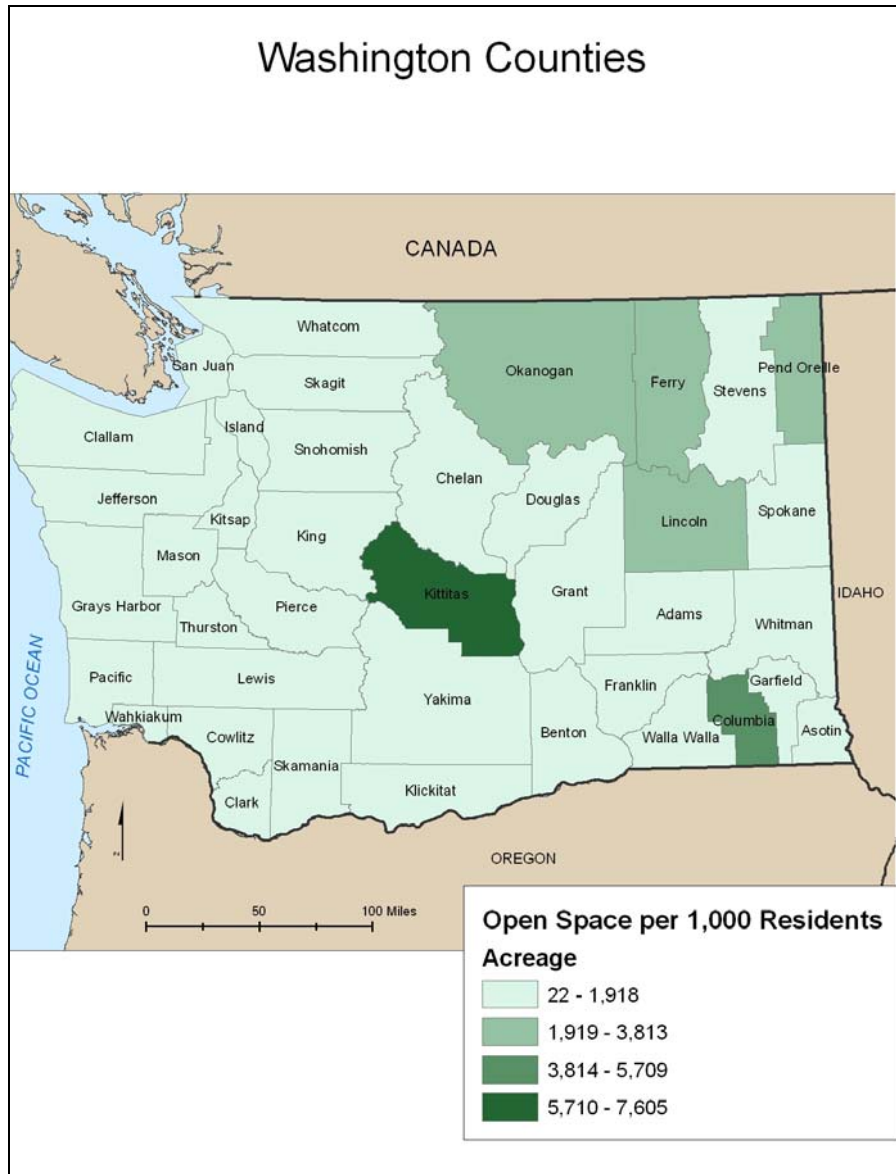 Washington Counties
CANADA
Whatcom
San Juan
Skagit
Okanogan
Ferry
Stevens
Pend Oreille
Island
Clallam
Snohomish
Chelan
Douglas
Jefferson
Kitsap
King
Lincoln
Spokane
Mason
Kittitas
Grant
Grays Harbor
Pierce
Thurston
Adams
Whitman
IDAHO
Pacific
Lewis
Yakima
Franklin
Garfield
Wahkiakum
Cowlitz
Benton
Walla Walla
Columbia
Asotin
Skamania
Clark
Klickitat
PACIFIC OCEAN
OREGON
0 50 100 Miles
Open Space per 1,000 Residents
Acreage
22 - 1,918
1,919 - 3,813
3,814 - 5,709
5,710 - 7,605